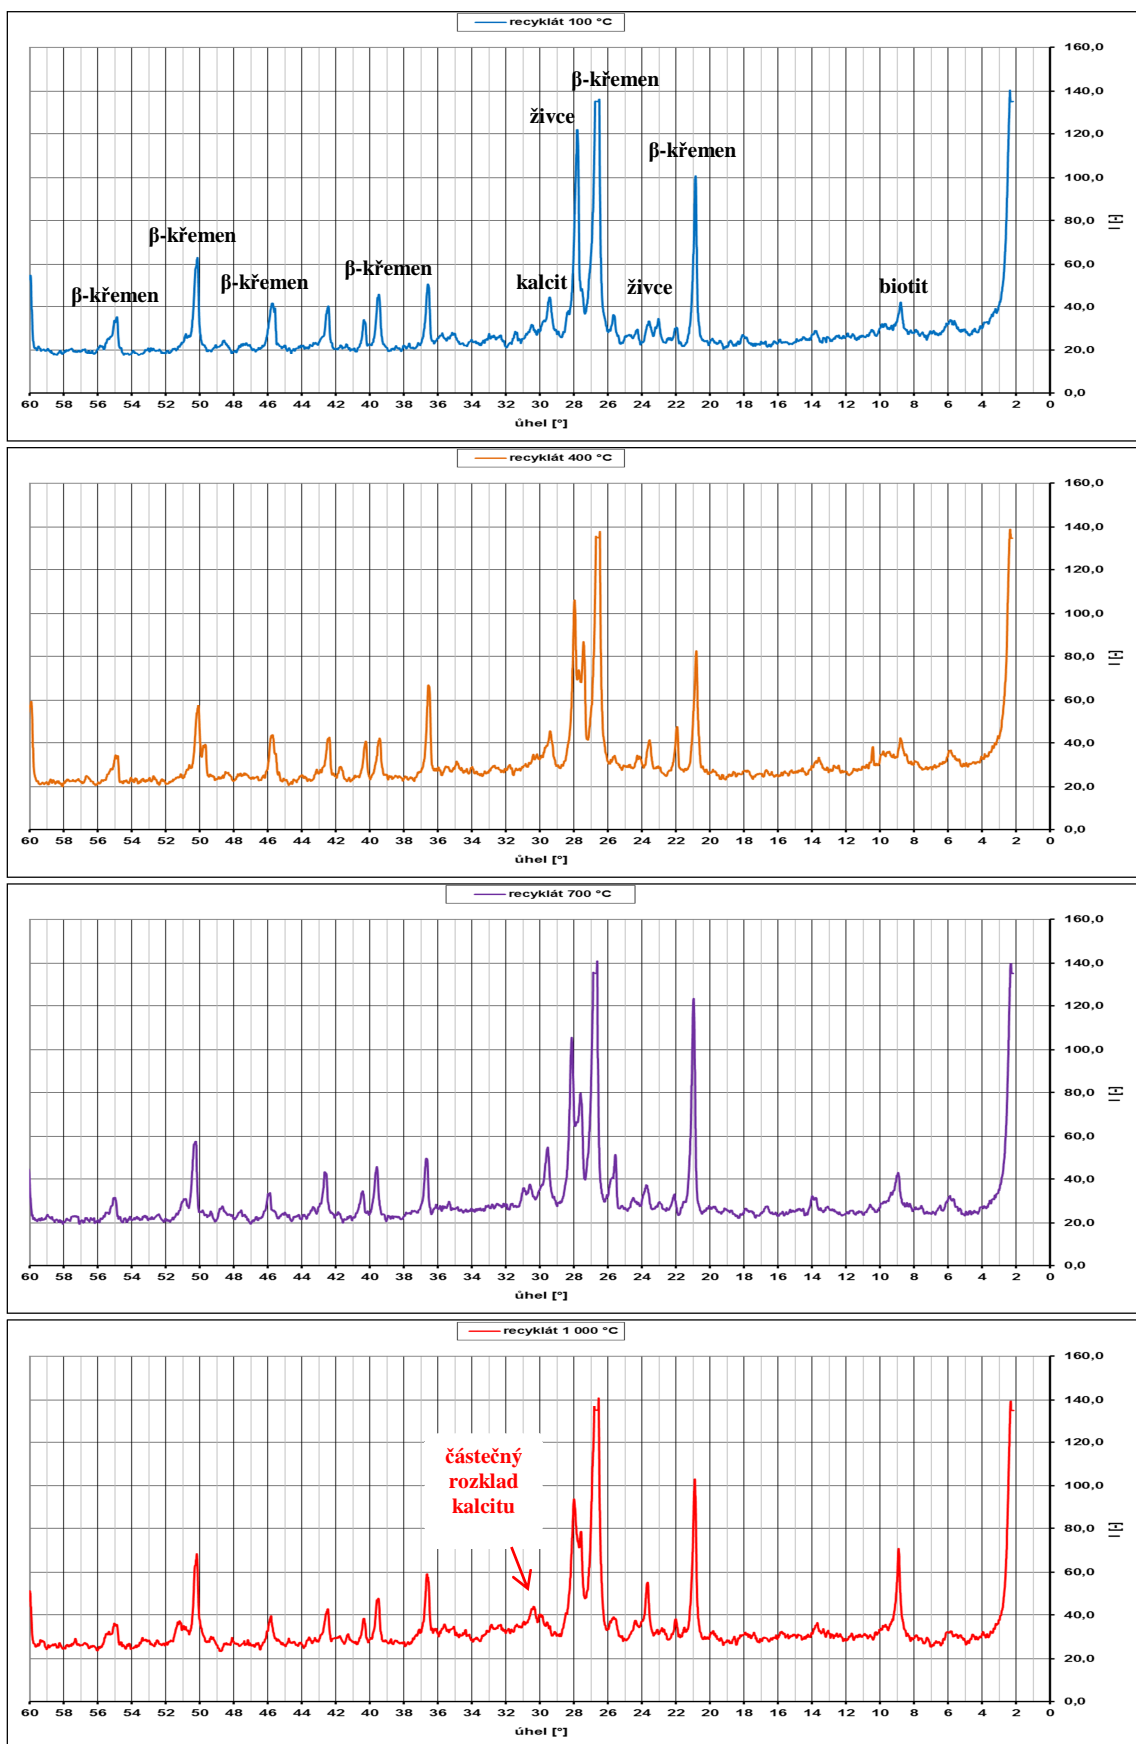 recyklát 100 °C
160,0
β-křemen
140,0
živce
120,0
β-křemen
100,0
I [-]
80,0
β-křemen
β-křemen
β-křemen
β-křemen
kalcit
živce
biotit
60,0
40,0
20,0
0,0
60 58 56 54 52 50 48 46 44 42 40 38 36 34 32 30 28 26 24 22 20 18 16 14 12 10 8 6 4 2 0
úhel [°]
recyklát 400 °C
160,0
140,0
120,0
100,0
I [-]
80,0
60,0
40,0
20,0
0,0
60 58 56 54 52 50 48 46 44 42 40 38 36 34 32 30 28 26 24 22 20 18 16 14 12 10 8 6 4 2 0
úhel [°]
recyklát 700 °C
160,0
140,0
120,0
100,0
I [-]
80,0
60,0
40,0
20,0
0,0
60 58 56 54 52 50 48 46 44 42 40 38 36 34 32 30 28 26 24 22 20 18 16 14 12 10 8 6 4 2 0
úhel [°]
recyklát 1 000 °C
160,0
140,0
120,0
částečný
rozklad
kalcitu
100,0
I [-]
80,0
60,0
40,0
20,0
0,0
60 58 56 54 52 50 48 46 44 42 40 38 36 34 32 30 28 26 24 22 20 18 16 14 12 10 8 6 4 2 0
úhel [°]